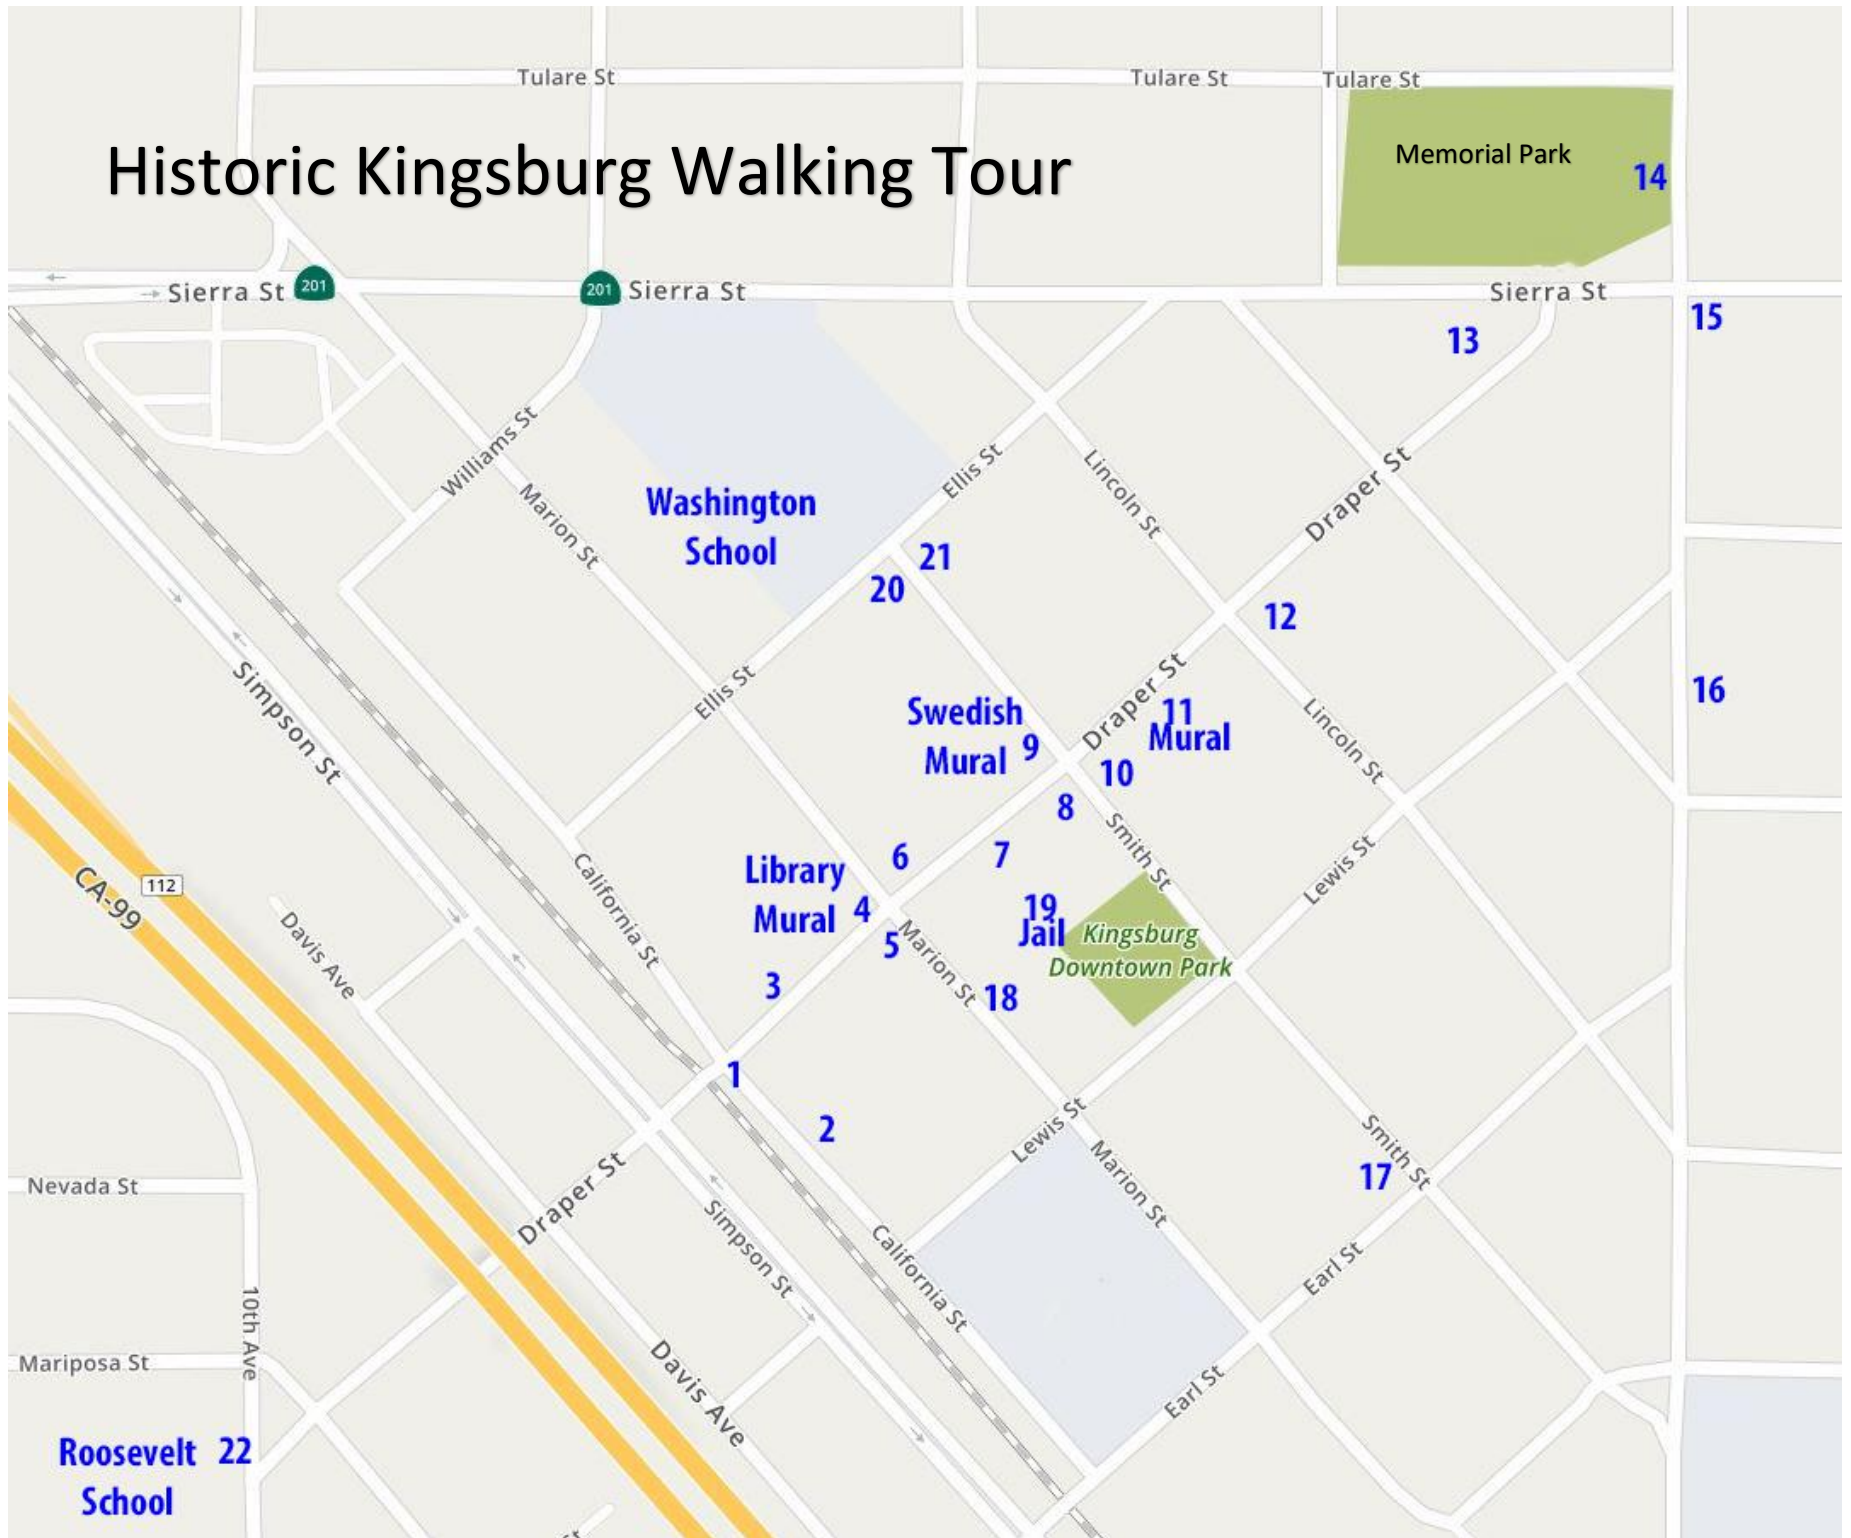 Tulare St
Tulare St
Tulare St
Historic Kingsburg Walking Tour
Memorial Park
14
Sierra St
201
201
Sierra St
Sierra St
15
13
Williams St
Marion St
Washington
School
Ellis St
Lincoln St
Draper St
21
20
12
Simpson St
Ellis St
Swedish
Mural
9
Draper St
11
Mural
10
16
Lincoln St
8
Smith St
7
6
Library
Mural
4
5
Lewis St
CA-99
112
Davis Ave
California St
19
Jail
Kingsburg
Downtown Park
Marion St
18
3
1
2
Lewis St
Marion St
Smith St
17
Nevada St
Draper St
Simpson St
California St
Earl St
10th Ave
Mariposa St
Davis Ave
Earl St
Roosevelt
School
22